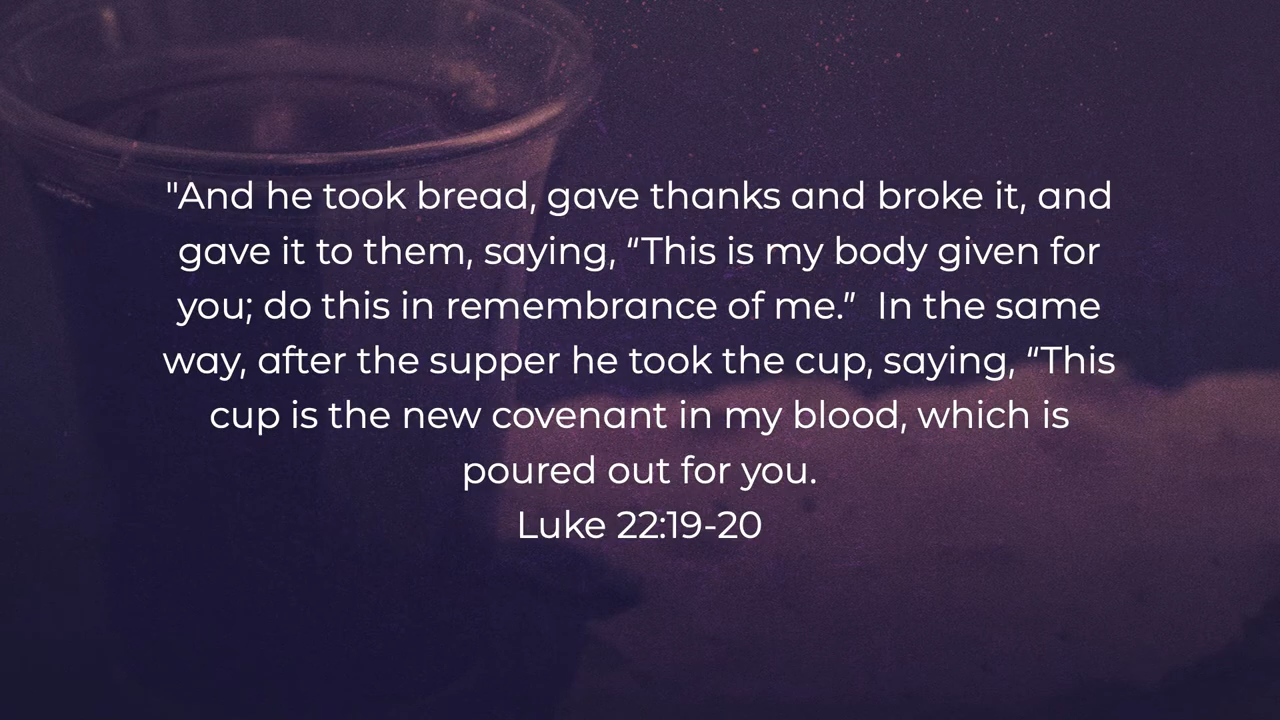 "And he took bread, gave thanks and broke it, and
gave it to them, saying, “This is my body given for
you; do this in remembrance of me.”  In the same
way, after the supper he took the cup, saying, “This
cup is the new covenant in my blood, which is
poured out for you.
Luke 22:19-20